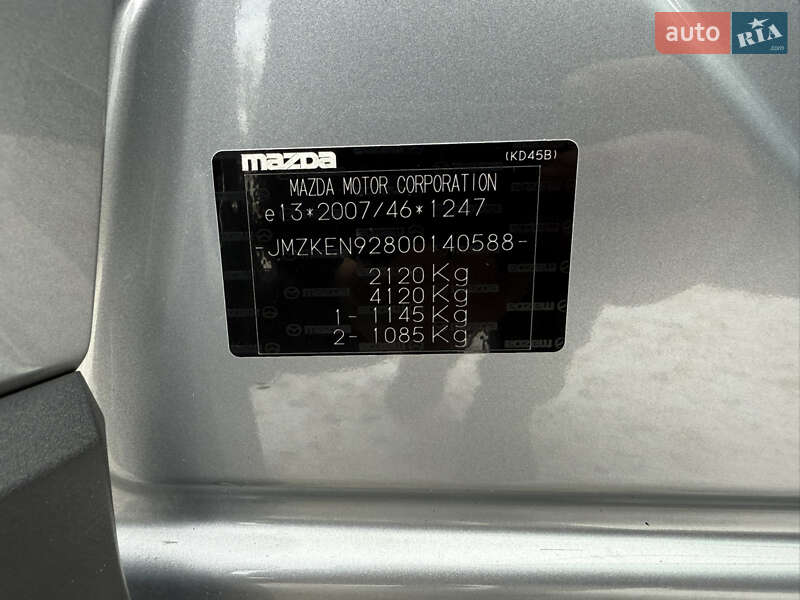 auto RIA
mazda (KD45B)
MAZDA MOTOR CORPORATION
e13*2007/46*1247
-JMZKEN92800140588-
2120Kg
4120Kg
1- 1145Kg
2- 1085Kg